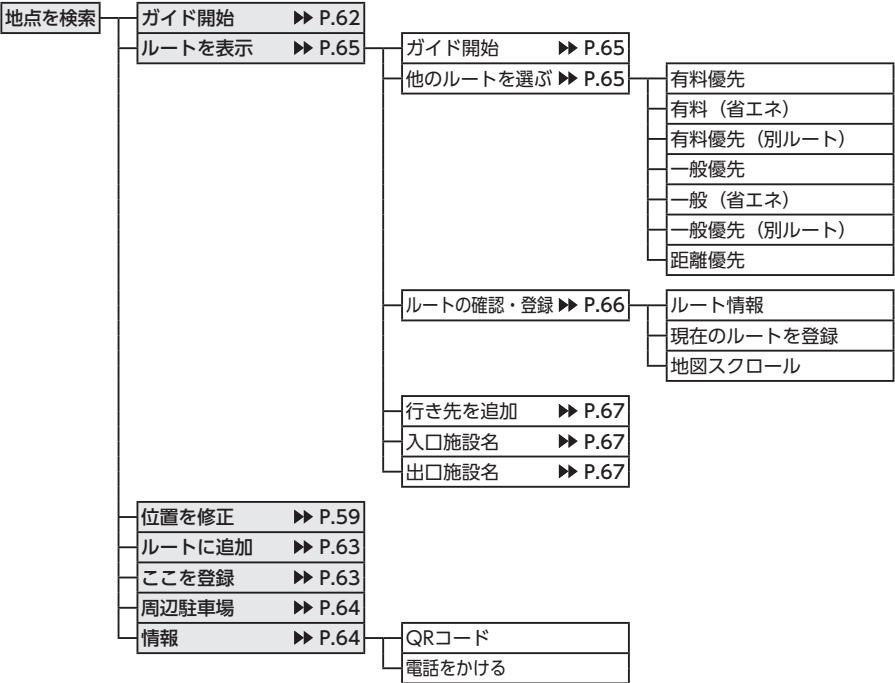 地点を検索
ガイド開始 ▶▶ P.62
ルートを表示 ▶▶ P.65
ガイド開始 ▶▶ P.65
他のルートを選ぶ ▶▶ P.65
有料優先
有料（省エネ）
有料優先（別ルート）
一般優先
一般（省エネ）
一般優先（別ルート）
距離優先
ルートの確認・登録 ▶▶ P.66
ルート情報
現在のルートを登録
地図スクロール
行き先を追加 ▶▶ P.67
入口施設名 ▶▶ P.67
出口施設名 ▶▶ P.67
位置を修正 ▶▶ P.59
ルートに追加 ▶▶ P.63
ここを登録 ▶▶ P.63
周辺駐車場 ▶▶ P.64
情報 ▶▶ P.64
QRコード
電話をかける